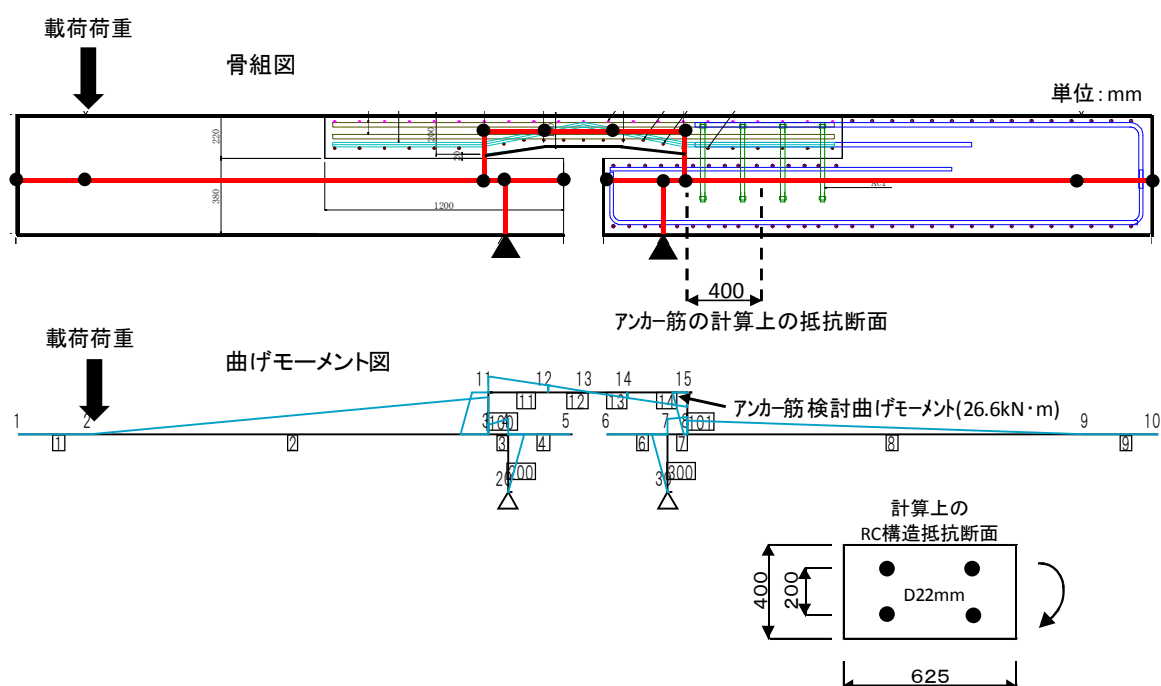 載荷荷重
骨組図
単位：mm
220
200
20
380
1200
400
アンカー筋の計算上の抵抗断面
載荷荷重
曲げモーメント図
11 12 13 14 15
11 12 13 14
アンカー筋検討曲げモーメント(26.6kN・m)
1 2 3 5 6 7 8 9 10
1 2 3 4 6 7 8 9
101
計算上の
RC構造抵抗断面
400
200
D22mm
625